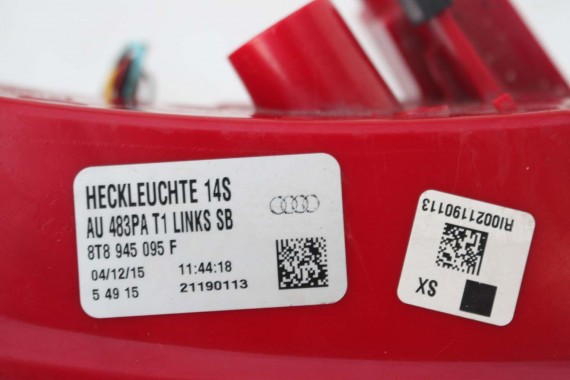 HECKLEUCHTE 14S
AU 483PA T1 LINKS SB
8T8 945 095 F
04/12/15 11:44:18
5 49 15 21190113
RI00021190113
SX